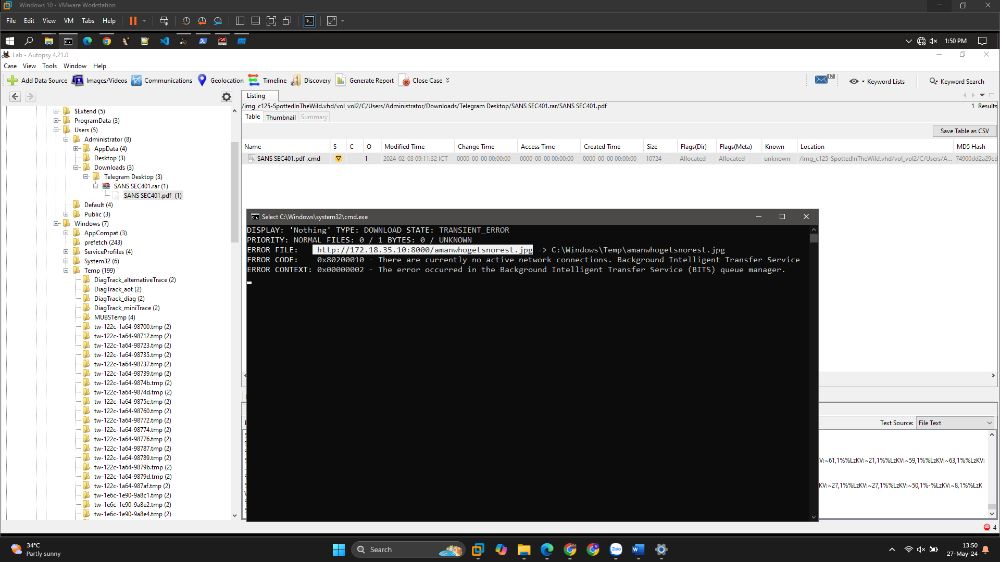 Windows 10 - VMware Workstation
File Edit View VM Tabs Help
1:50 PM
Lab - Autopsy 4.21.0
Case View Tools Window Help
Add Data Source Images/Videos Communications Geolocation Timeline Discovery Generate Report Close Case 17 Keyword Lists Keyword Search
Listing
/img_c125-SpottedInTheWild.vhd/vol_vol2/C/Users/Administrator/Downloads/Telegram Desktop/SANS SEC401.rar/SANS SEC401.pdf
1 Results
Table Thumbnail Summary
Save Table as CSV
Name S C O Modified Time Change Time Access Time Created Time Size Flags(Dir) Flags(Meta) Known Location MD5 Hash
SANS SEC401.pdf .cmd 1 2024-02-03 09:11:32 ICT 0000-00-00 00:00:00 0000-00-00 00:00:00 0000-00-00 00:00:00 10724 Allocated Allocated unknown /img_c125-SpottedInTheWild.vhd/vol_vol2/C/Users/A... 74900dd2a29cd
$Extend (5)
ProgramData (3)
Users (5)
Administrator (8)
AppData (4)
Desktop (3)
Downloads (3)
Telegram Desktop (3)
SANS SEC401.rar (1)
SANS SEC401.pdf (1)
Default (4)
Public (3)
Windows (7)
AppCompat (3)
prefetch (243)
ServiceProfiles (4)
System32 (6)
Temp (199)
DiagTrack_alternativeTrace (2)
DiagTrack_aot (2)
DiagTrack_diag (2)
DiagTrack_miniTrace (2)
MUBSTemp (4)
tw-122c-1a64-98700.tmp (2)
tw-122c-1a64-98712.tmp (2)
tw-122c-1a64-98723.tmp (2)
tw-122c-1a64-98735.tmp (2)
tw-122c-1a64-98737.tmp (2)
tw-122c-1a64-98739.tmp (2)
tw-122c-1a64-9874b.tmp (2)
tw-122c-1a64-9874d.tmp (2)
tw-122c-1a64-9875e.tmp (2)
tw-122c-1a64-98760.tmp (2)
tw-122c-1a64-98772.tmp (2)
tw-122c-1a64-98774.tmp (2)
tw-122c-1a64-98776.tmp (2)
tw-122c-1a64-98787.tmp (2)
tw-122c-1a64-98789.tmp (2)
tw-122c-1a64-9879b.tmp (2)
tw-122c-1a64-9879d.tmp (2)
tw-122c-1a64-987af.tmp (2)
tw-1e6c-1e90-9a8c1.tmp (2)
tw-1e6c-1e90-9a8e2.tmp (2)
tw-1e6c-1e90-9a8e4.tmp (2)
Select C:\Windows\system32\cmd.exe
DISPLAY: 'Nothing' TYPE: DOWNLOAD STATE: TRANSIENT_ERROR
PRIORITY: NORMAL FILES: 0 / 1 BYTES: 0 / UNKNOWN
ERROR FILE: http://172.18.35.10:8000/amanwhogetsnorest.jpg -> C:\Windows\Temp\amanwhogetsnorest.jpg
ERROR CODE: 0x80200010 - There are currently no active network connections. Background Intelligent Transfer Service
ERROR CONTEXT: 0x00000002 - The error occurred in the Background Intelligent Transfer Service (BITS) queue manager.
Text Source: File Text
KV:~61,1%%LzKV:~21,1%%LzKV:~59,1%%LzKV:~63,1%%LzKV:
KV:~27,1%%LzKV:~27,1%%LzKV:~50,1%-%LzKV:~8,1%%LzK
4
34°C
Partly sunny
Search
Zalo
13:50
27-May-24